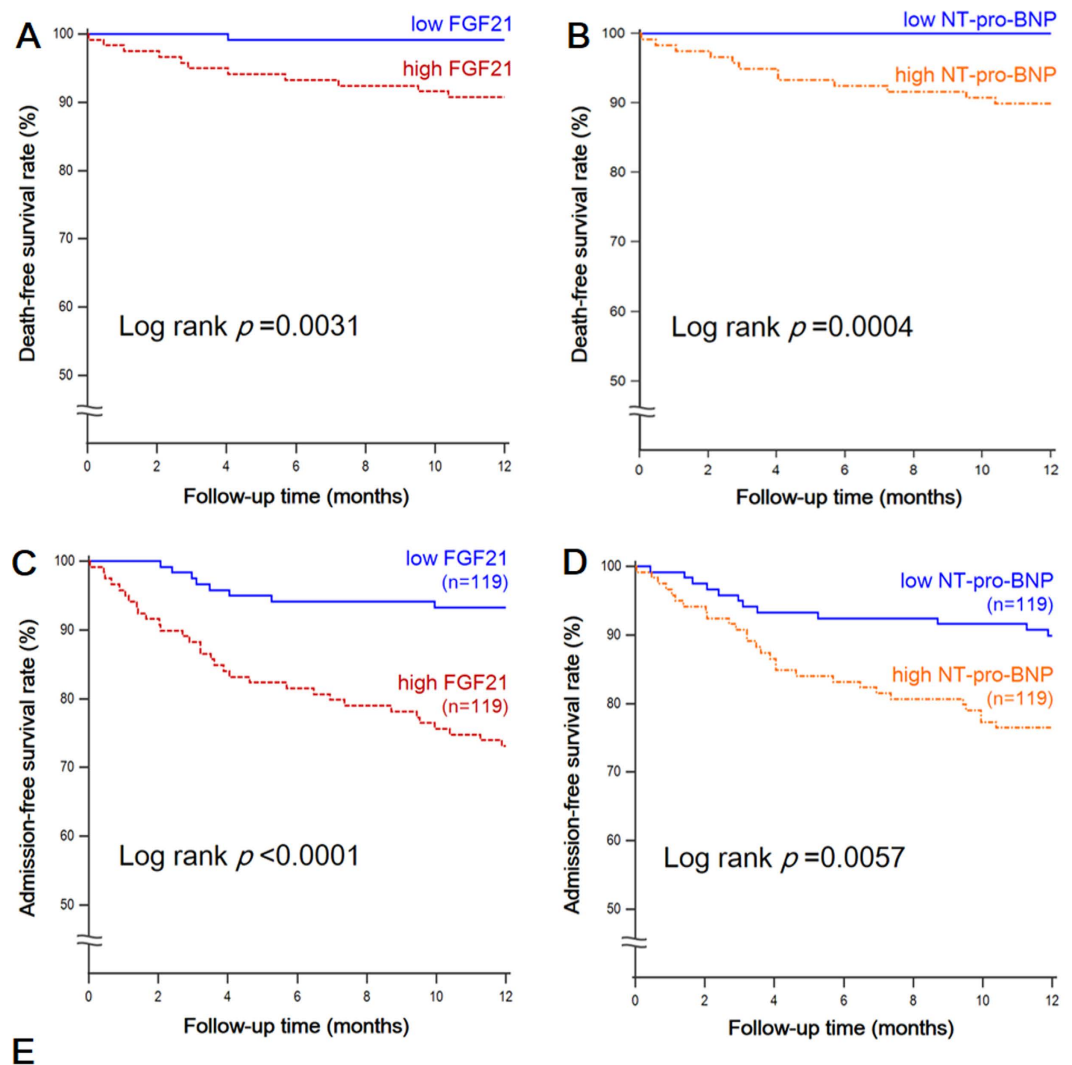 A
low FGF21
high FGF21
Death-free survival rate (%)
100
90
80
70
60
50
Log rank p =0.0031
0 2 4 6 8 10 12
Follow-up time (months)
B
low NT-pro-BNP
high NT-pro-BNP
Death-free survival rate (%)
100
90
80
70
60
50
Log rank p =0.0004
0 2 4 6 8 10 12
Follow-up time (months)
C
low FGF21
(n=119)
high FGF21
(n=119)
Admission-free survival rate (%)
100
90
80
70
60
50
Log rank p <0.0001
0 2 4 6 8 10 12
Follow-up time (months)
D
low NT-pro-BNP
(n=119)
high NT-pro-BNP
(n=119)
Admission-free survival rate (%)
100
90
80
70
60
50
Log rank p =0.0057
0 2 4 6 8 10 12
Follow-up time (months)
E